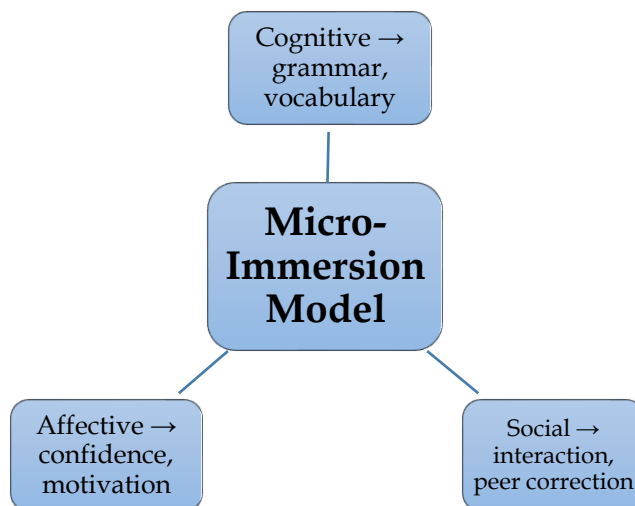 Cognitive →
grammar,
vocabulary
Micro-
Immersion
Model
Affective →
confidence,
motivation
Social →
interaction,
peer correction